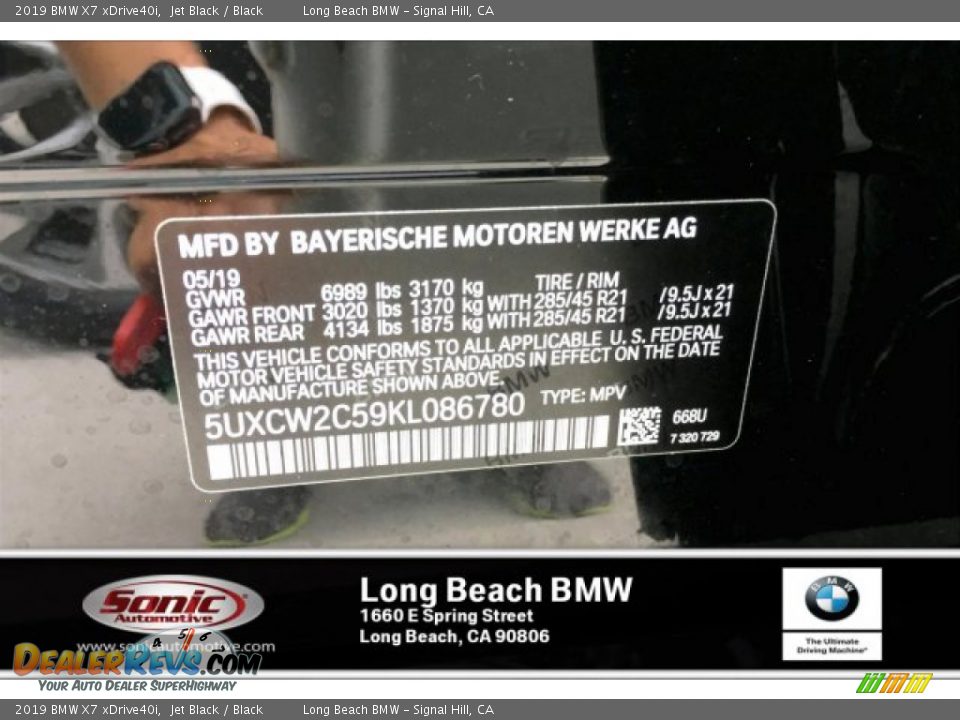 2019 BMW X7 xDrive40i, Jet Black / Black Long Beach BMW - Signal Hill, CA
MFD BY BAYERISCHE MOTOREN WERKE AG
05/19 TIRE / RIM
GVWR 6989 lbs 3170 kg
GAWR FRONT 3020 lbs 1370 kg WITH 285/45 R21 /9.5J x 21
GAWR REAR 4134 lbs 1875 kg WITH 285/45 R21 /9.5J x 21
THIS VEHICLE CONFORMS TO ALL APPLICABLE U. S. FEDERAL
MOTOR VEHICLE SAFETY STANDARDS IN EFFECT ON THE DATE
OF MANUFACTURE SHOWN ABOVE.
5UXCW2C59KL086780 TYPE: MPV
668U
7 320 729
Sonic
Automotive
www.sonicautomotive.com
Long Beach BMW
1660 E Spring Street
Long Beach, CA 90806
BMW
The Ultimate
Driving Machine®
4 5 6
DealerRevs.com
Your Auto Dealer SuperHighway
2019 BMW X7 xDrive40i, Jet Black / Black Long Beach BMW - Signal Hill, CA